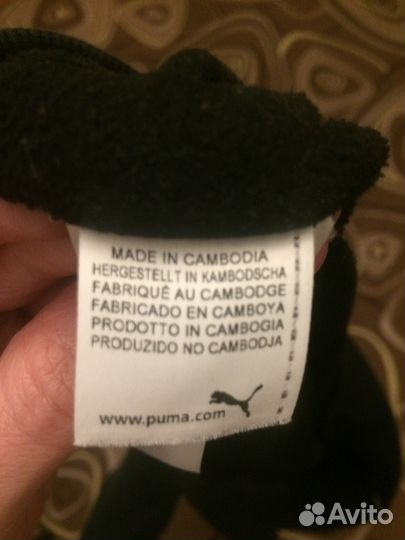 MADE IN CAMBODIA
HERGESTELLT IN KAMBODSCHA
FABRIQUÉ AU CAMBODGE
FABRICADO EN CAMBOYA
PRODOTTO IN CAMBOGIA
PRODUZIDO NO CAMBODJA
www.puma.com
Avito